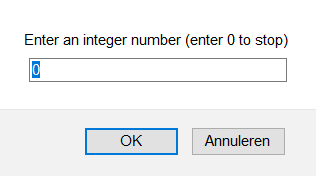 Enter an integer number (enter 0 to stop)
0
OK Annuleren